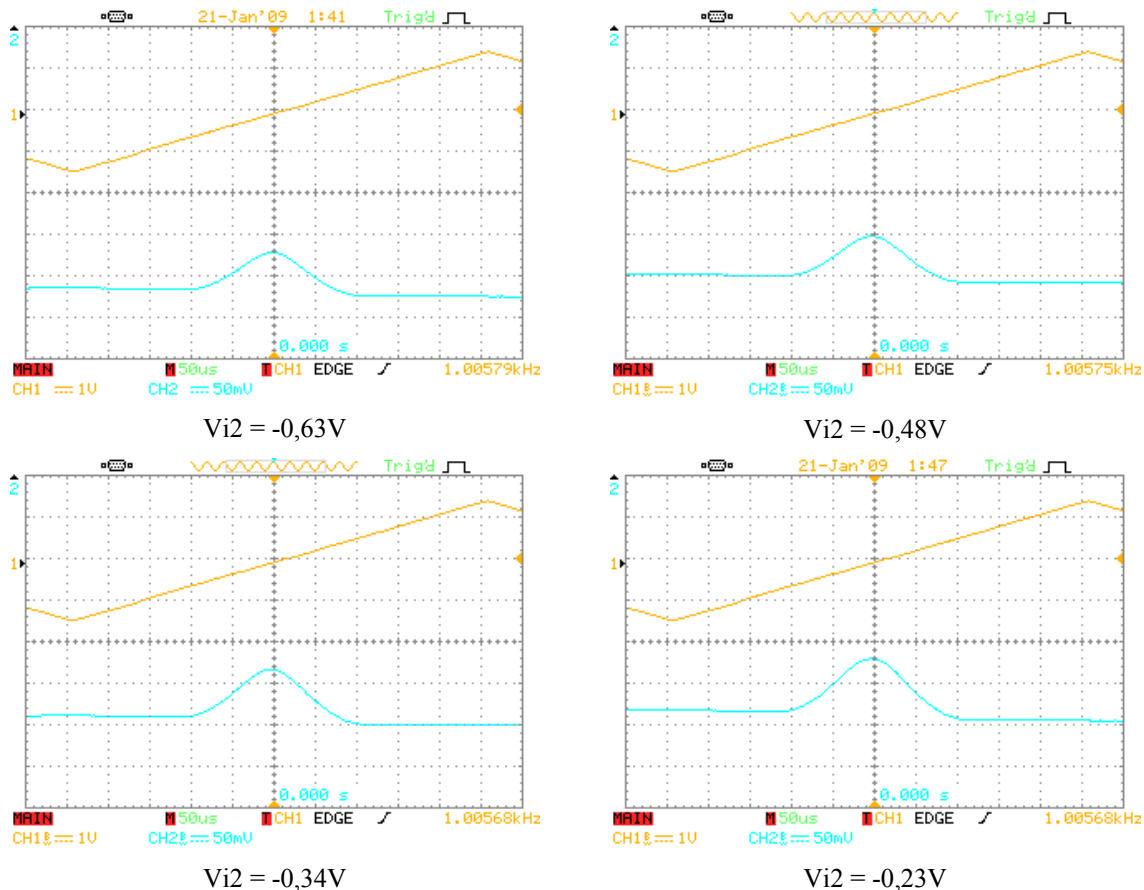 21-Jan'09 1:41 Trig'd
2
1
0.000 s
MAIN M 50us T CH1 EDGE 1.00579kHz
CH1 1V CH2 50mV
Vi2 = -0,63V
Trig'd
2
1
0.000 s
MAIN M 50us T CH1 EDGE 1.00575kHz
CH1 1V CH2 50mV
Vi2 = -0,48V
Trig'd
2
1
0.000 s
MAIN M 50us T CH1 EDGE 1.00568kHz
CH1 1V CH2 50mV
Vi2 = -0,34V
21-Jan'09 1:47 Trig'd
2
1
0.000 s
MAIN M 50us T CH1 EDGE 1.00568kHz
CH1 1V CH2 50mV
Vi2 = -0,23V